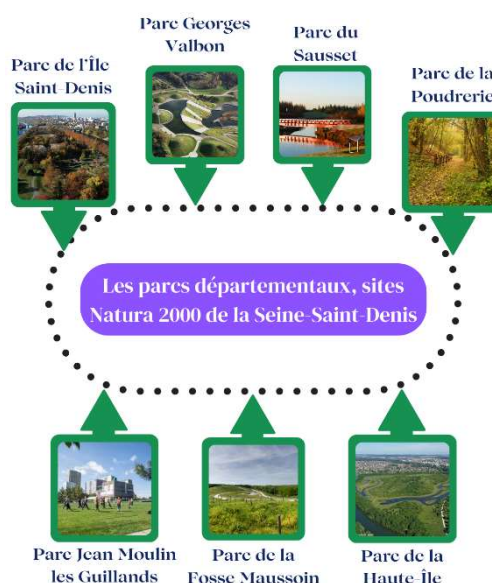 Parc de l'Île
Saint-Denis
Parc Georges
Valbon
Parc du
Sausset
Parc de la
Poudrerie
Les parcs départementaux, sites
Natura 2000 de la Seine-Saint-Denis
Parc Jean Moulin
les Guillands
Parc de la
Fosse Maussoin
Parc de la
Haute-Île